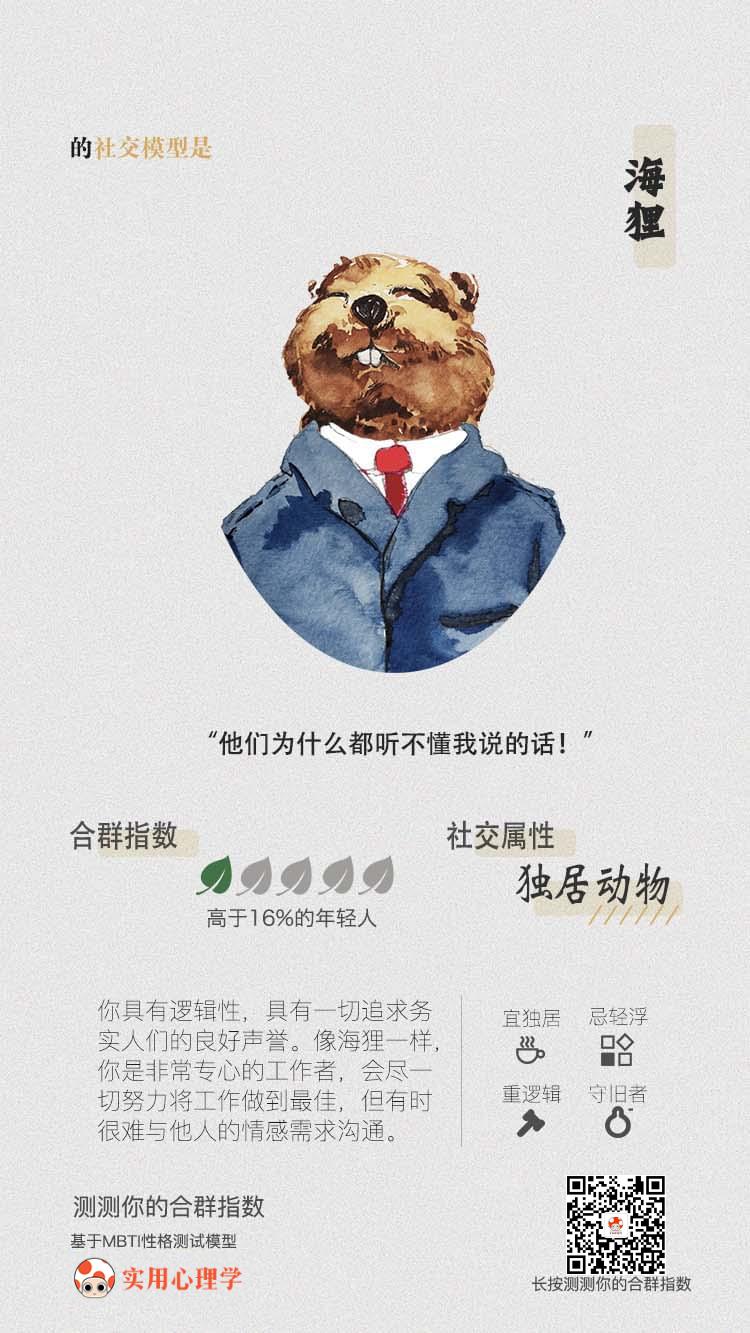 的社交模型是
海狸
“他们为什么都听不懂我说的话！”
合群指数
高于16%的年轻人
社交属性
独居动物
你具有逻辑性，具有一切追求务
实人们的良好声誉。像海狸一样，
你是非常专心的工作者，会尽一
切努力将工作做到最佳，但有时
很难与他人的情感需求沟通。
宜独居 忌轻浮
重逻辑 守旧者
测测你的合群指数
基于MBTI性格测试模型
实用心理学
长按测测你的合群指数